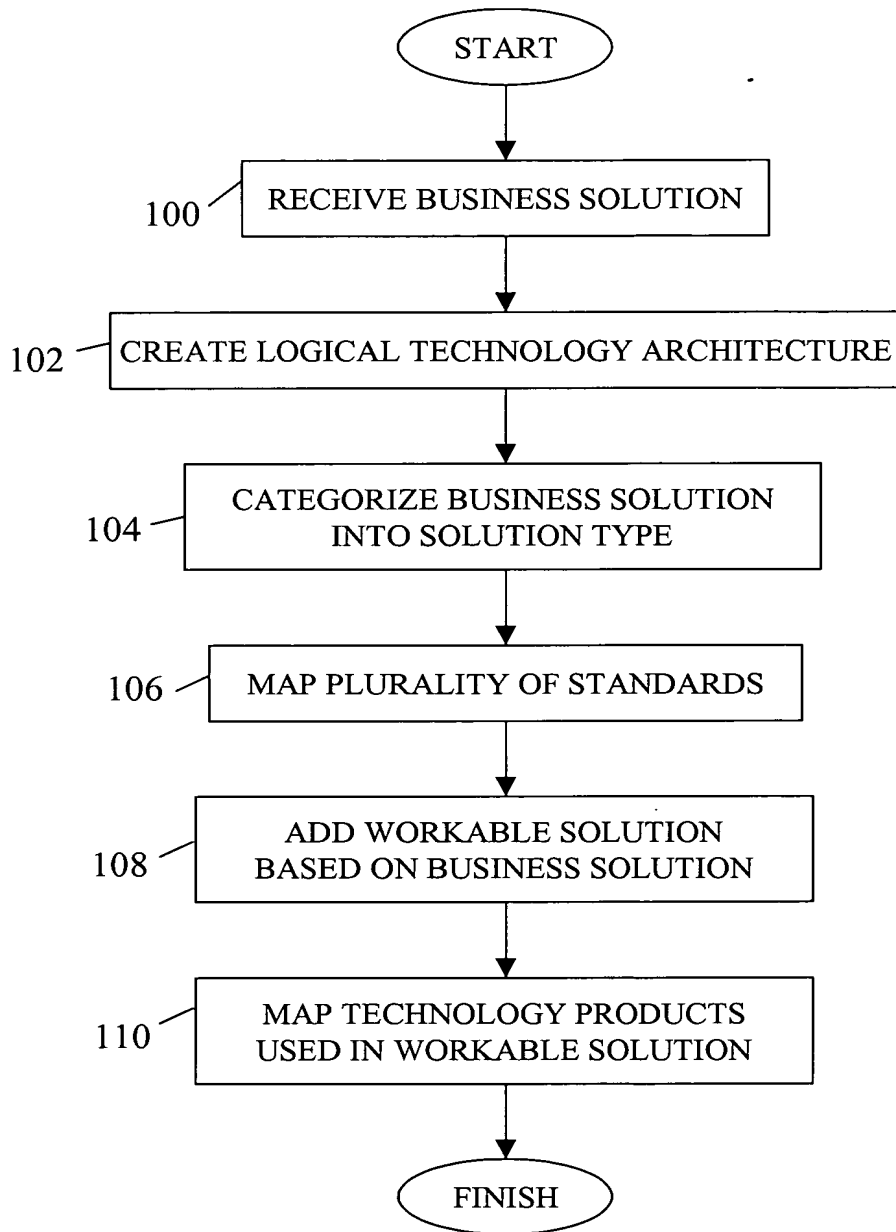 START
100
RECEIVE BUSINESS SOLUTION
102
CREATE LOGICAL TECHNOLOGY ARCHITECTURE
104
CATEGORIZE BUSINESS SOLUTION
INTO SOLUTION TYPE
106
MAP PLURALITY OF STANDARDS
108
ADD WORKABLE SOLUTION
BASED ON BUSINESS SOLUTION
110
MAP TECHNOLOGY PRODUCTS
USED IN WORKABLE SOLUTION
FINISH